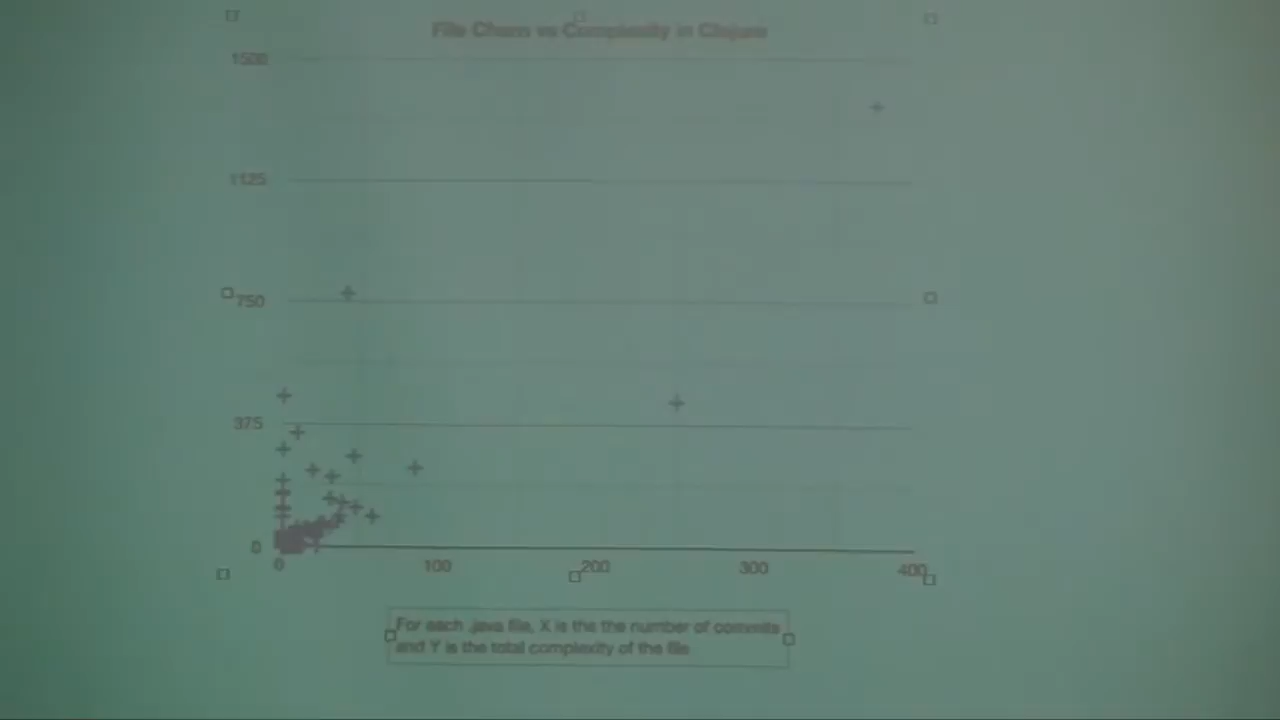 File Churn vs Complexity in Clojure
1500
1125
750
375
0
0 100 200 300 400
For each .java file, X is the the number of commits
and Y is the total complexity of the file